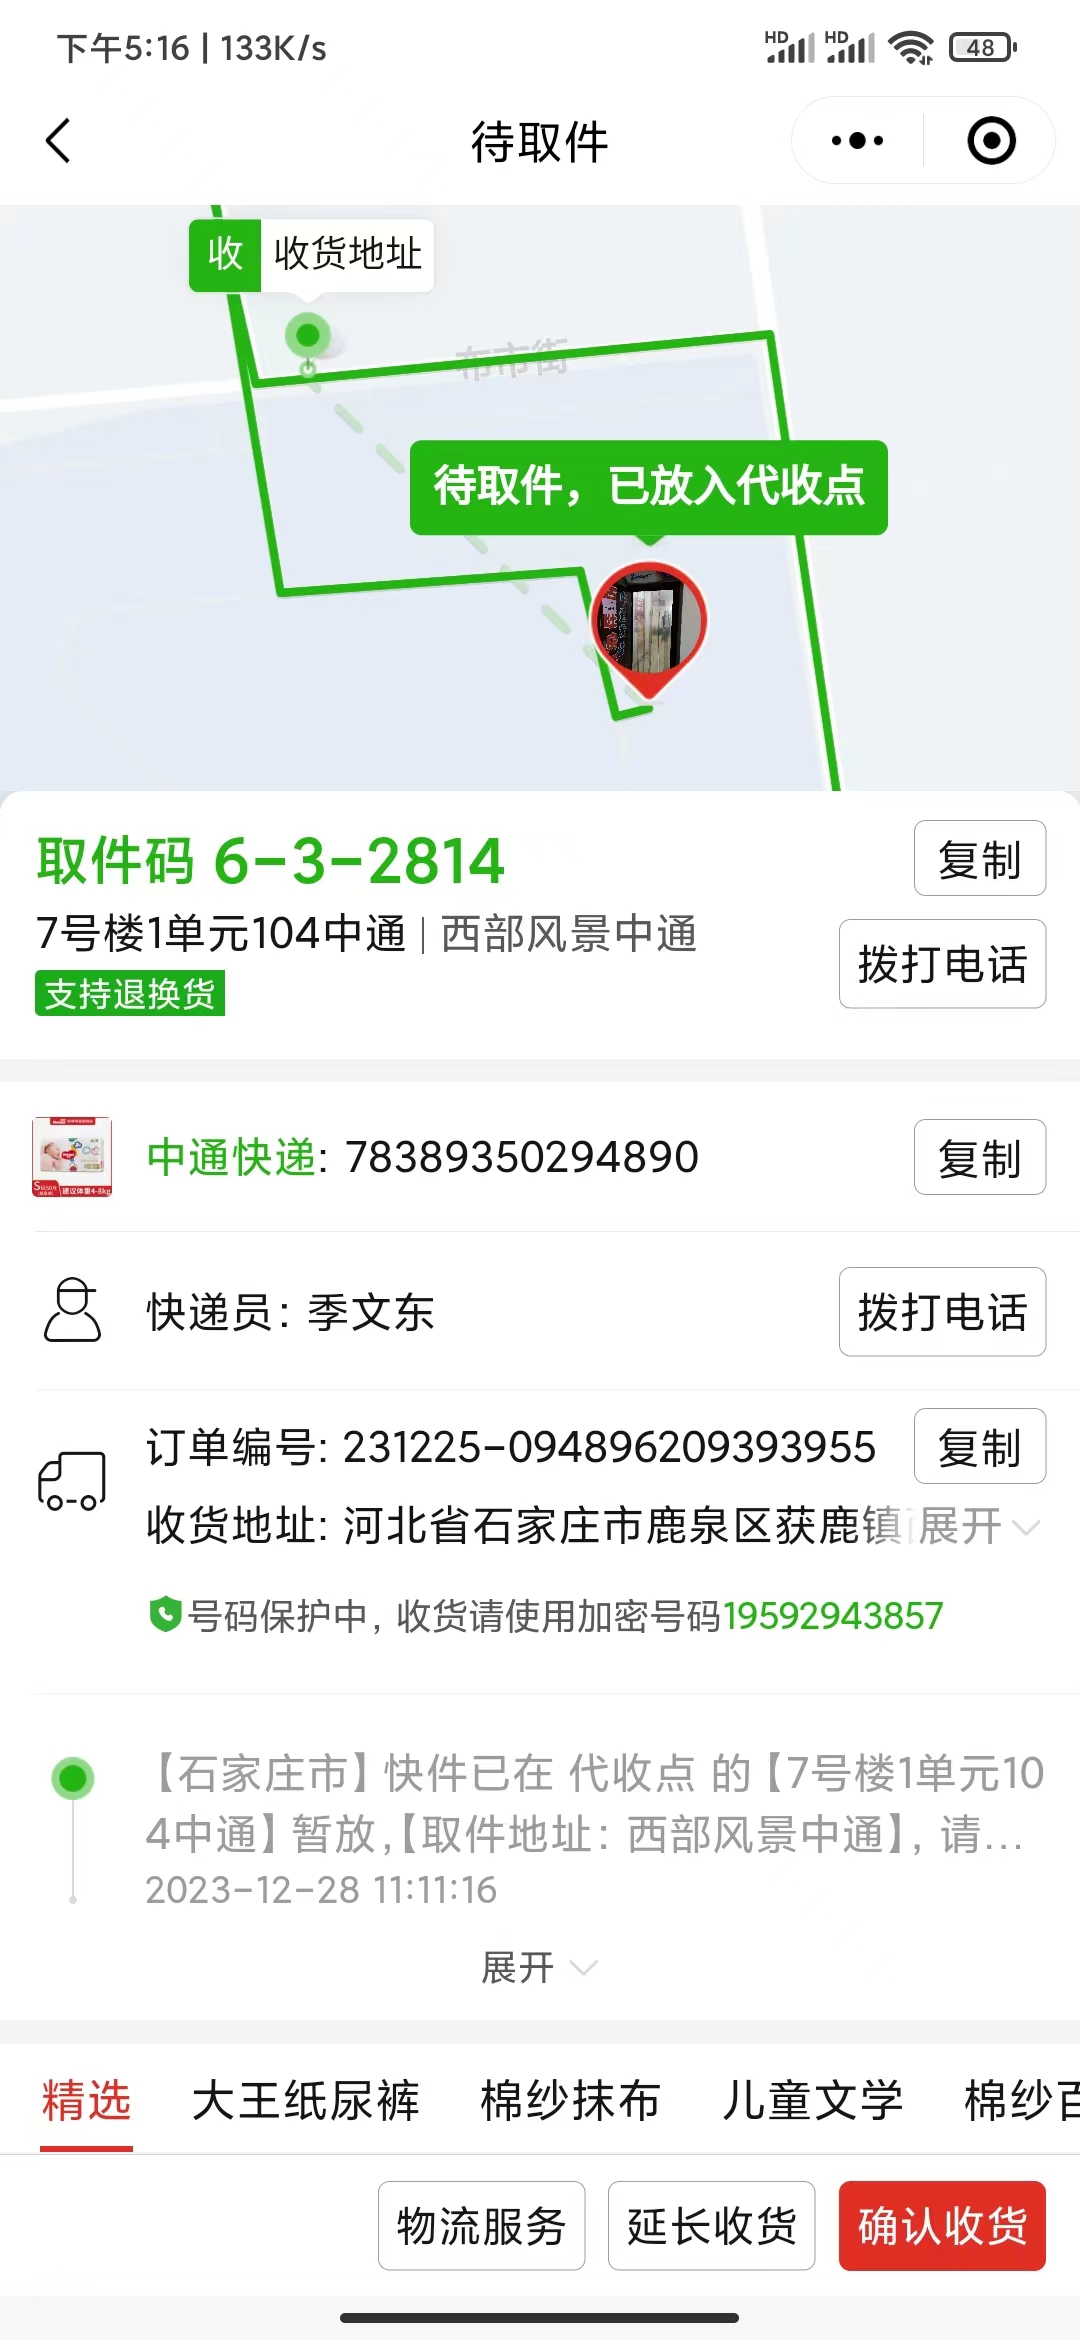 下午5:16 | 133K/s
HD HD 48
待取件
收 收货地址
布市街
待取件，已放入代收点
取件码 6-3-2814
复制
7号楼1单元104中通 | 西部风景中通
拨打电话
支持退换货
中通快递: 78389350294890
复制
快递员: 季文东
拨打电话
订单编号: 231225-094896209393955
复制
收货地址: 河北省石家庄市鹿泉区获鹿镇
展开
号码保护中, 收货请使用加密号码19592943857
【石家庄市】快件已在 代收点 的【7号楼1单元10
4中通】暂放,【取件地址: 西部风景中通】, 请...
2023-12-28 11:11:16
展开
精选 大王纸尿裤 棉纱抹布 儿童文学 棉纱百
物流服务 延长收货 确认收货